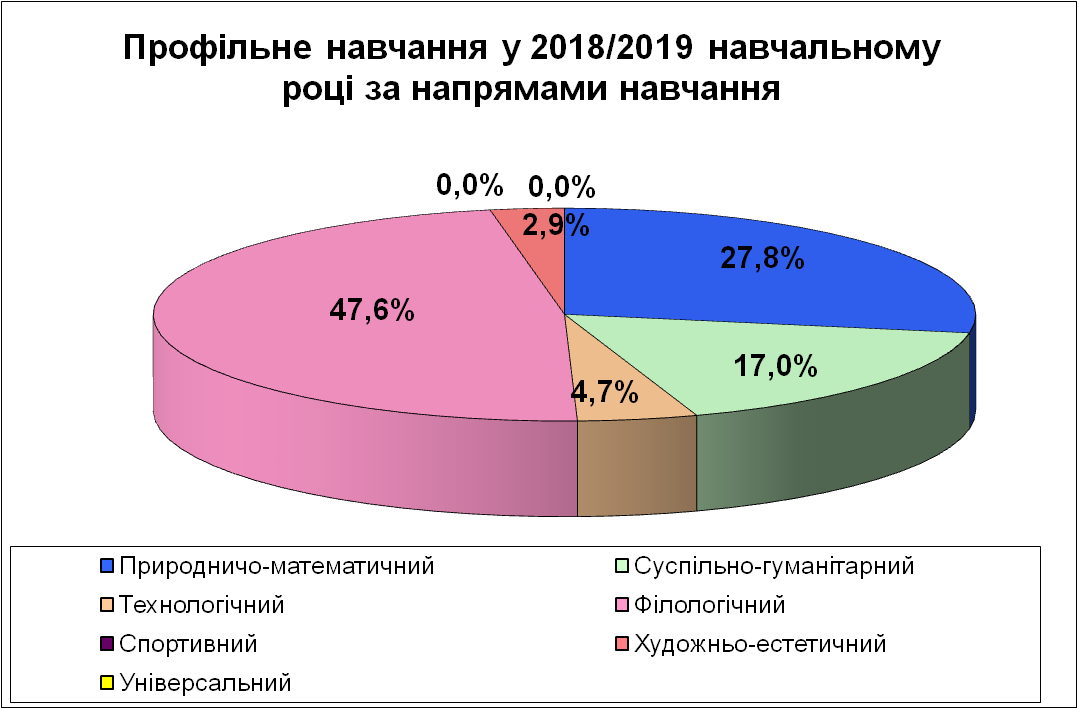 Профільне навчання у 2018/2019 навчальному
році за напрямами навчання
0,0%
0,0%
2,9%
27,8%
47,6%
17,0%
4,7%
Природничо-математичний
Суспільно-гуманітарний
Технологічний
Філологічний
Спортивний
Художньо-естетичний
Універсальний